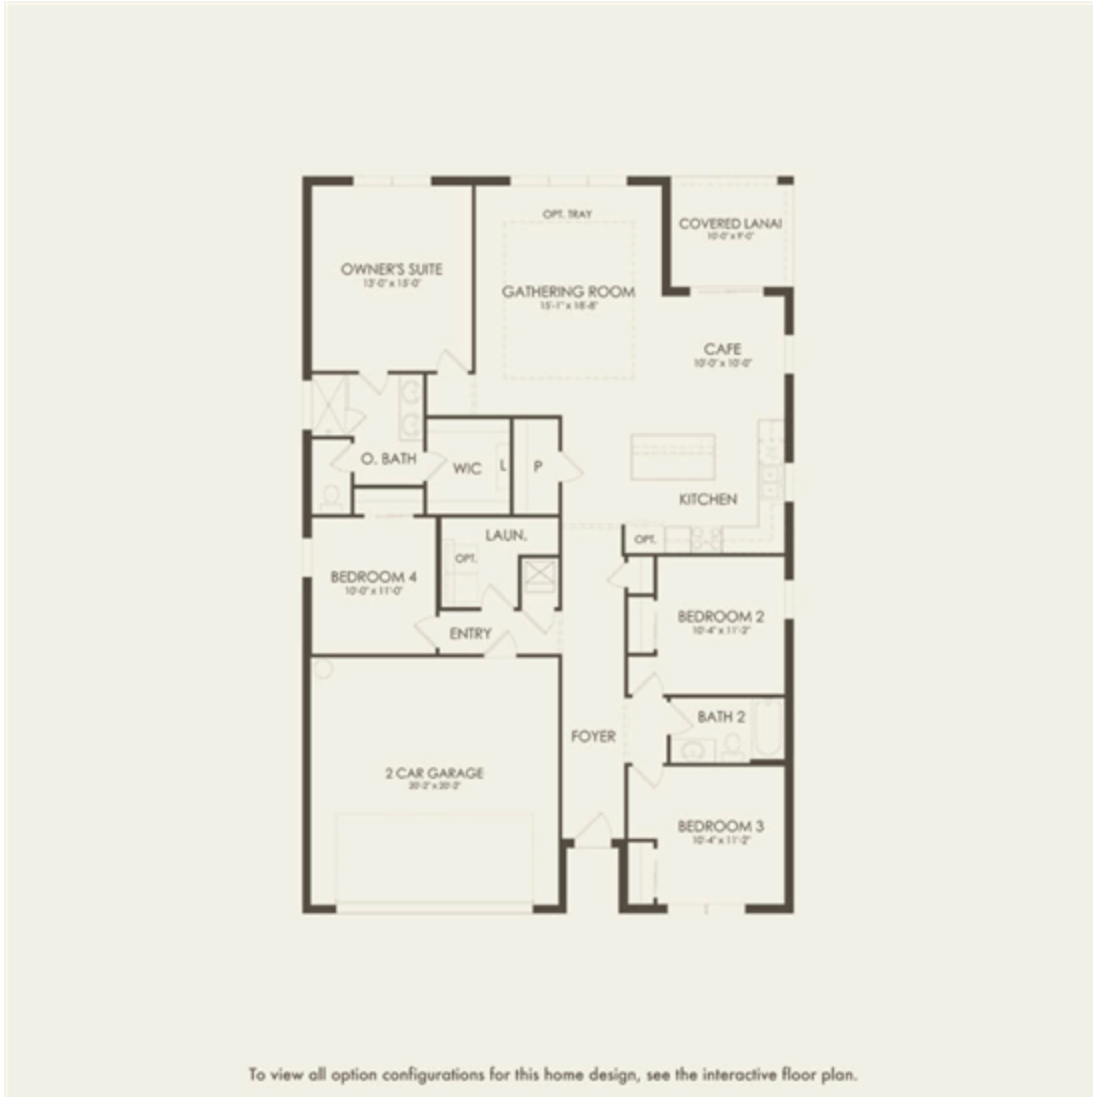 OPT. TRAY
COVERED LANAI
10'-0" x 9'-0"
OWNER'S SUITE
13'-0" x 15'-0"
GATHERING ROOM
15'-1" x 18'-8"
CAFE
10'-0" x 10'-0"
O. BATH
WIC
L
P
KITCHEN
LAUN.
OPT.
OPT.
BEDROOM 4
10'-0" x 11'-0"
BEDROOM 2
10'-4" x 11'-2"
ENTRY
BATH 2
FOYER
2 CAR GARAGE
20'-2" x 20'-2"
BEDROOM 3
10'-4" x 11'-2"
To view all option configurations for this home design, see the interactive floor plan.